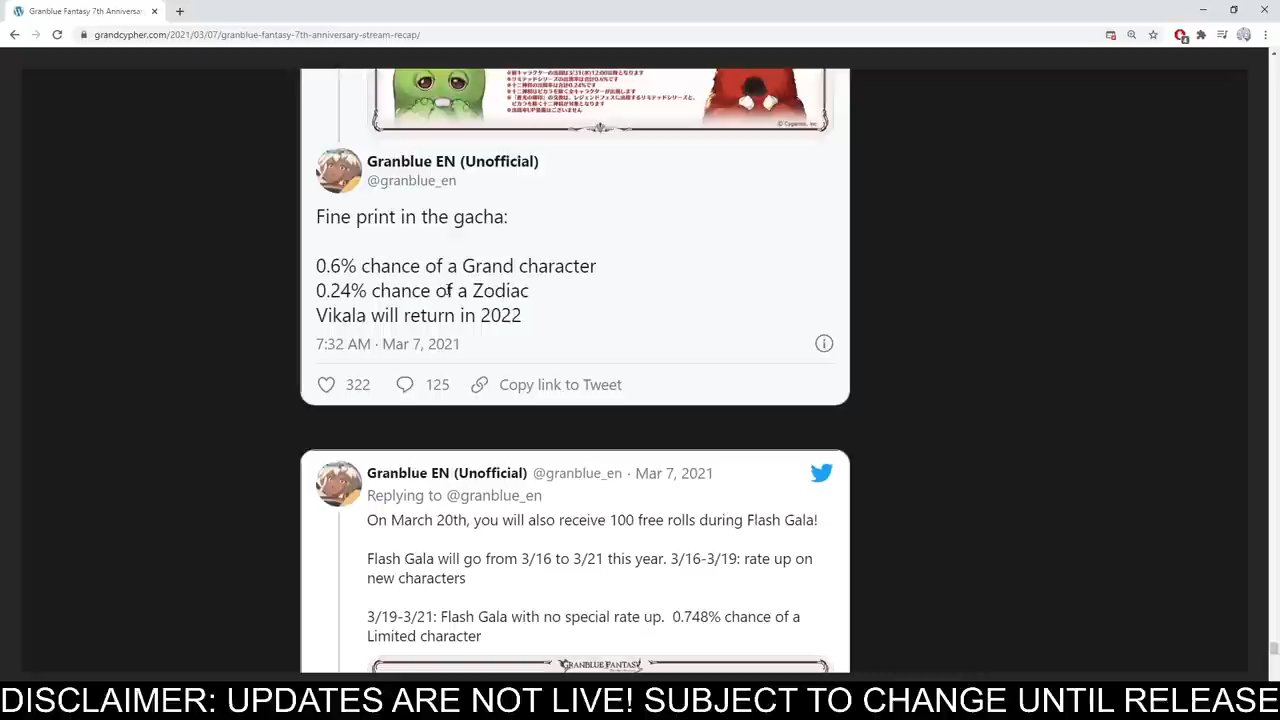 Granblue Fantasy 7th Anniversa
grandcypher.com/2021/03/07/granblue-fantasy-7th-anniversary-stream-recap/
© Cygames, Inc.
Granblue EN (Unofficial)
@granblue_en
Fine print in the gacha:
0.6% chance of a Grand character
0.24% chance of a Zodiac
Vikala will return in 2022
7:32 AM · Mar 7, 2021
322 125 Copy link to Tweet
Granblue EN (Unofficial) @granblue_en · Mar 7, 2021
Replying to @granblue_en
On March 20th, you will also receive 100 free rolls during Flash Gala!
Flash Gala will go from 3/16 to 3/21 this year. 3/16-3/19: rate up on
new characters
3/19-3/21: Flash Gala with no special rate up. 0.748% chance of a
Limited character
GRANBLUE FANTASY
DISCLAIMER: UPDATES ARE NOT LIVE! SUBJECT TO CHANGE UNTIL RELEASE